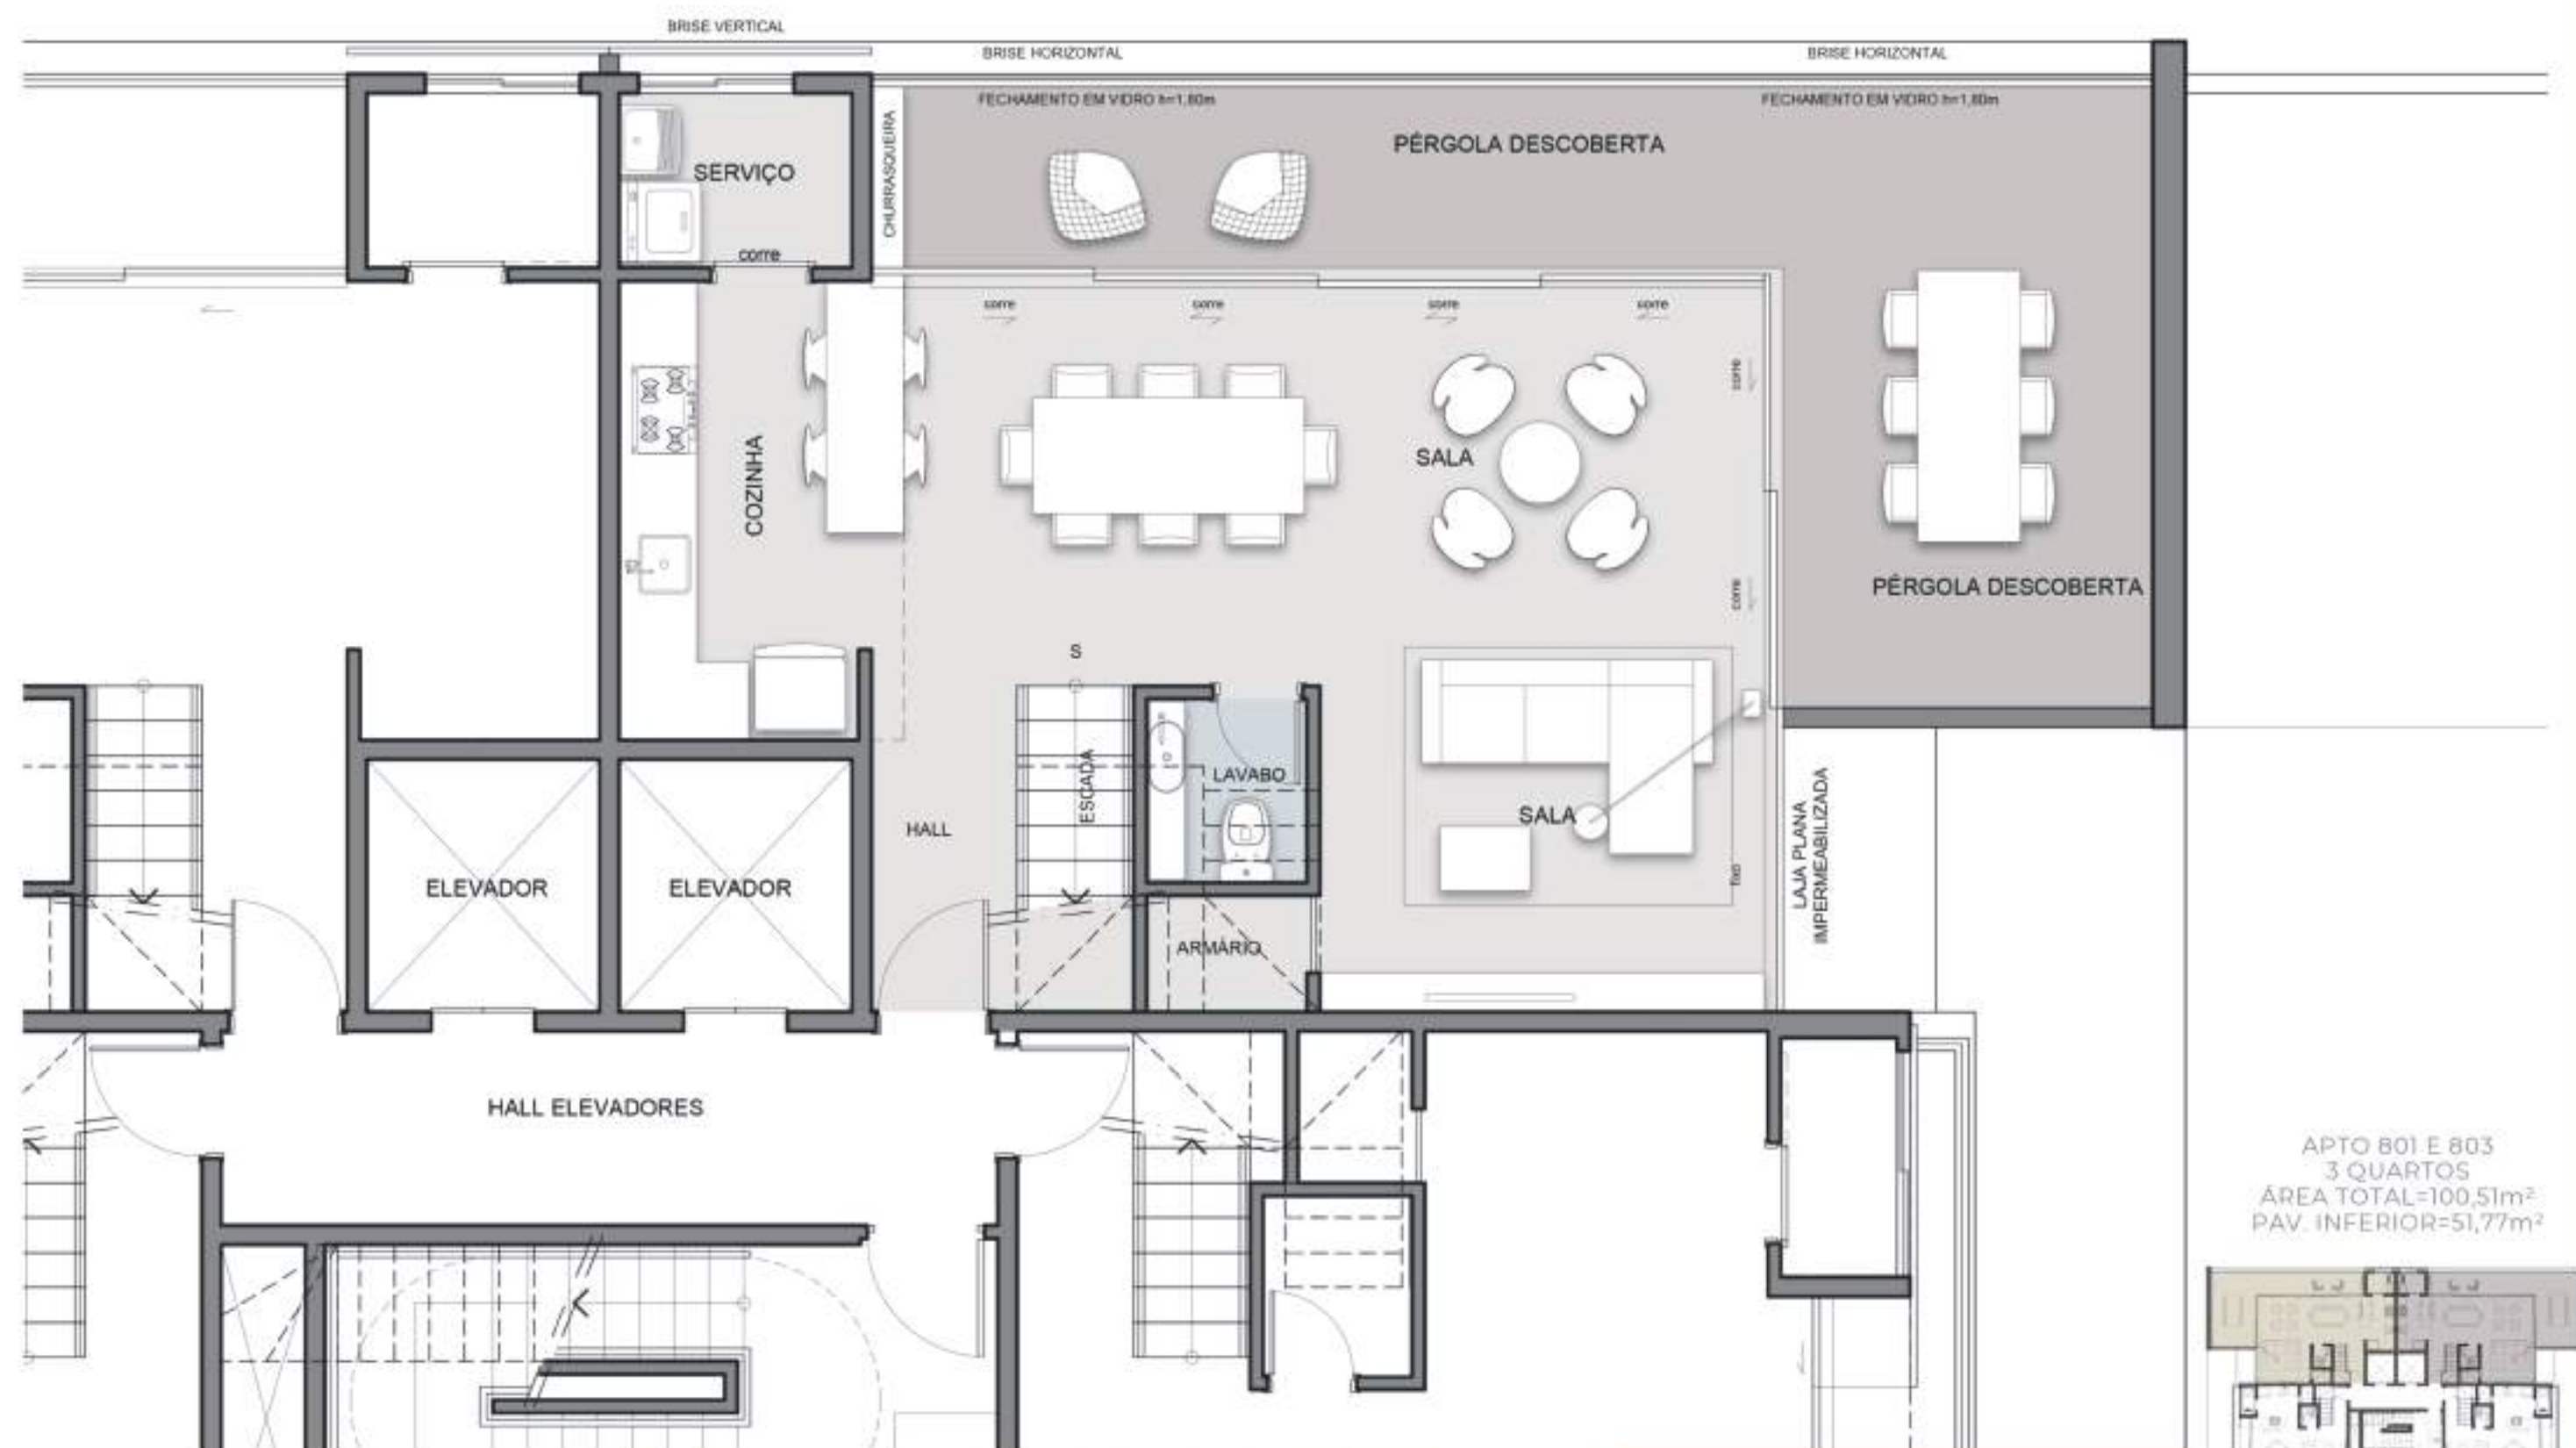 BRISE VERTICAL
BRISE HORIZONTAL
BRISE HORIZONTAL
FECHAMENTO EM VIDRO h=1,80m
FECHAMENTO EM VIDRO h=1,80m
CHURRASQUEIRA
PÉRGOLA DESCOBERTA
SERVIÇO
corre
corre
corre
corre
corre
corre
COZINHA
SALA
corre
PÉRGOLA DESCOBERTA
S
ESCADA
LAVABO
HALL
SALA
LAJA PLANA
IMPERMEABILIZADA
fixo
ELEVADOR
ELEVADOR
ARMÁRIO
HALL ELEVADORES
APTO 801 E 803
3 QUARTOS
ÁREA TOTAL=100,51m²
PAV. INFERIOR=51,77m²